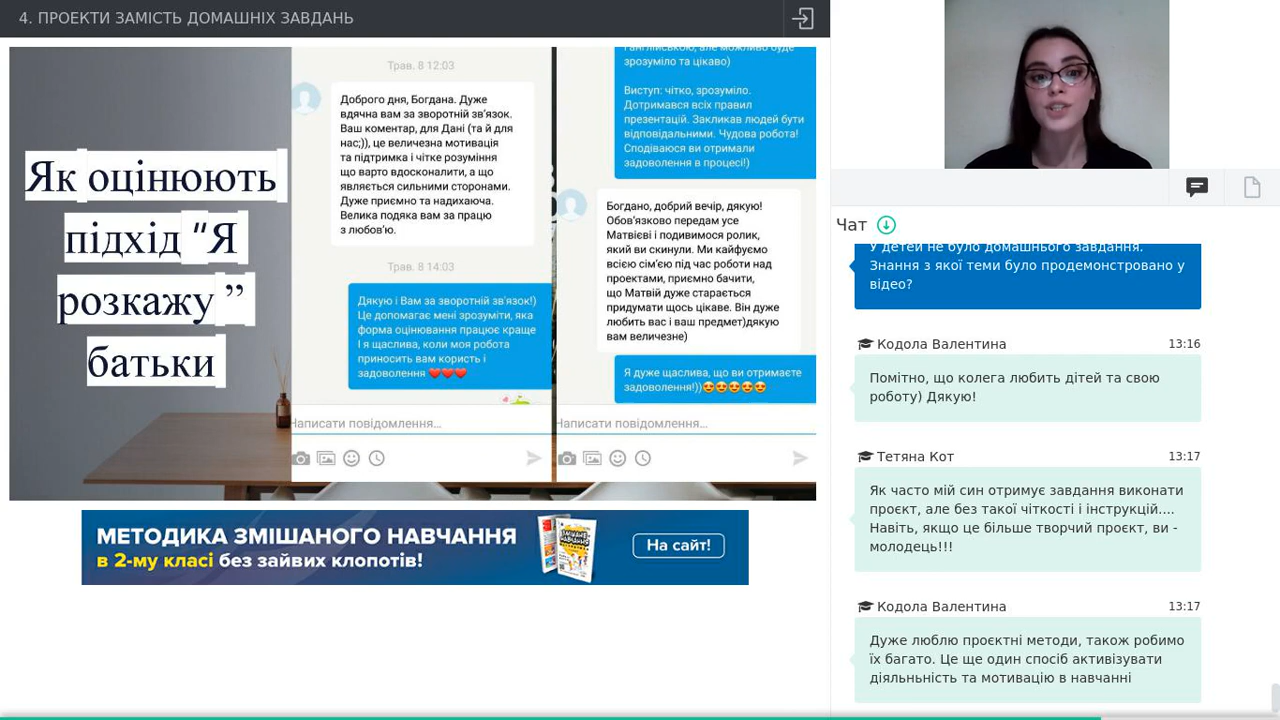 4. ПРОЕКТИ ЗАМІСТЬ ДОМАШНІХ ЗАВДАНЬ
Як оцінюють
підхід "Я
розкажу ”
батьки
Трав. 8 12:03
Доброго дня, Богдана. Дуже
вдячна вам за зворотній зв'язок.
Ваш коментар, для Дані (та й для
нас;)), це величезна мотивація
та підтримка і чітке розуміння
що варто вдосконалити, а що
являється сильними сторонами.
Дуже приємно та надихаюча.
Велика подяка вам за працю
з любов'ю.
Трав. 8 14:03
Дякую і Вам за зворотній зв'язок!)
Це допомагає мені зрозуміти, яка
форма оцінювання працює краще
І я щаслива, коли моя робота
приносить вам користь і
задоволення ❤️❤️❤️
Написати повідомлення...
англійською, але можливо буде
зрозуміло та цікаво)
Виступ: чітко, зрозуміло.
Дотримався всіх правил
презентацій. Закликав людей бути
відповідальними. Чудова робота!
Сподіваюся ви отримали
задоволення в процесі!)
Богдано, добрий вечір, дякую!
Обов'язково передам усе
Матвієві і подивимося ролик,
який ви скинули. Ми кайфуємо
всією сім'єю під час роботи над
проектами, приємно бачити,
що Матвій дуже старається
придумати щось цікаве. Він дуже
любить вас і ваш предмет)дякую
вам величезне)
Я дуже щаслива, що ви отримаєте
задоволення!))😍😍😍😍😍
Написати повідомлення...
МЕТОДИКА ЗМІШАНОГО НАВЧАННЯ
в 2-му класі без зайвих клопотів!
На сайт!
Чат
У дітей не було домашнього завдання.
Знання з якої теми було продемонстровано у
відео?
Кодола Валентина 13:16
Помітно, що колега любить дітей та свою
роботу) Дякую!
Тетяна Кот 13:17
Як часто мій син отримує завдання виконати
проєкт, але без такої чіткості і інструкцій....
Навіть, якщо це більше творчий проєкт, ви -
молодець!!!
Кодола Валентина 13:17
Дуже люблю проєктні методи, також робимо
їх багато. Це ще один спосіб активізувати
діяльньність та мотивацію в навчанні